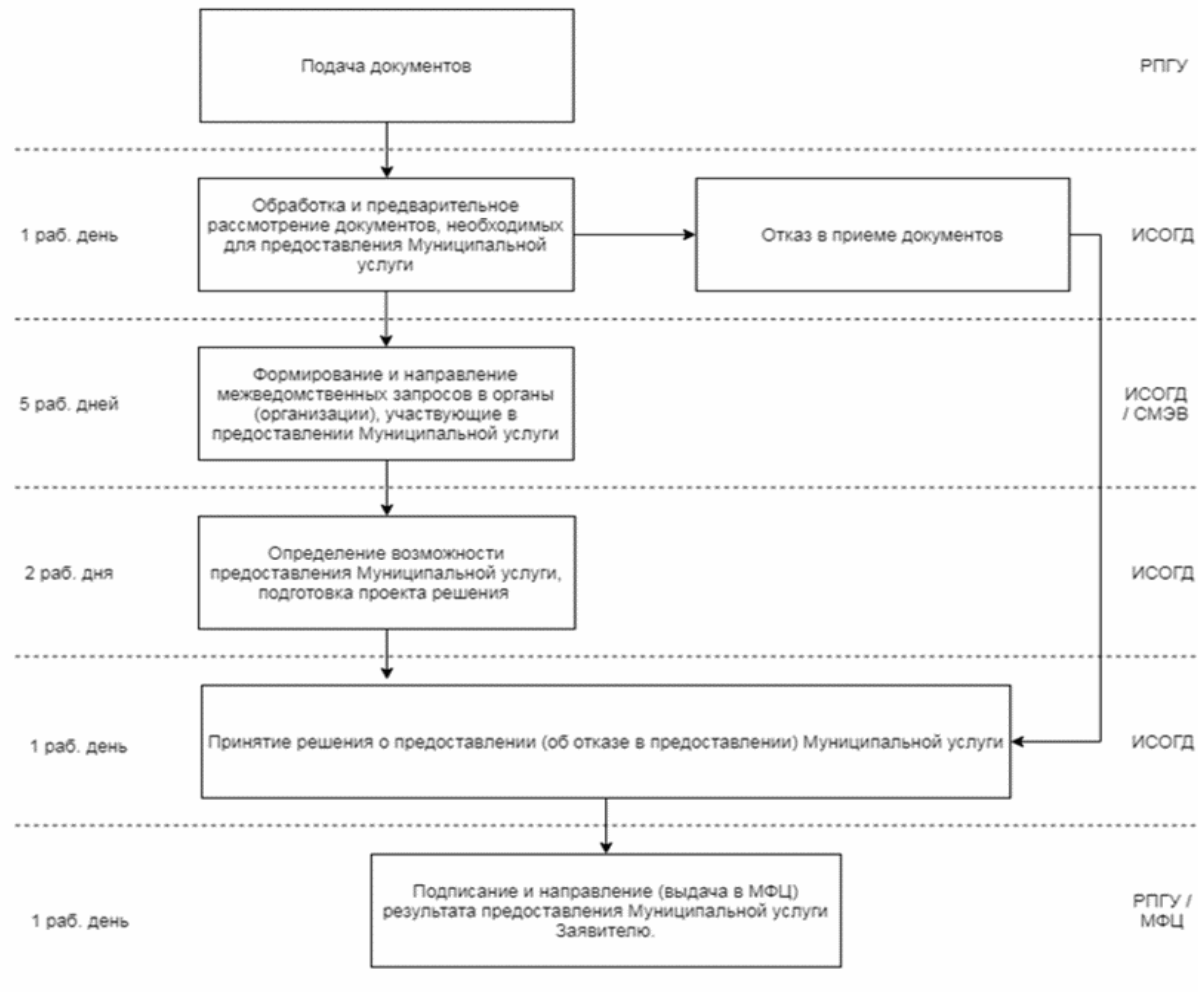 Подача документов
РПГУ
1 раб. день
Обработка и предварительное
рассмотрение документов, необходимых
для предоставления Муниципальной
услуги
Отказ в приеме документов
ИСОГД
5 раб. дней
Формирование и направление
межведомственных запросов в органы
(организации), участвующие в
предоставлении Муниципальной услуги
ИСОГД
/ СМЭВ
2 раб. дня
Определение возможности
предоставления Муниципальной услуги,
подготовка проекта решения
ИСОГД
1 раб. день
Принятие решения о предоставлении (об отказе в предоставлении) Муниципальной услуги
ИСОГД
1 раб. день
Подписание и направление (выдача в МФЦ)
результата предоставления Муниципальной услуги
Заявителю.
РПГУ /
МФЦ